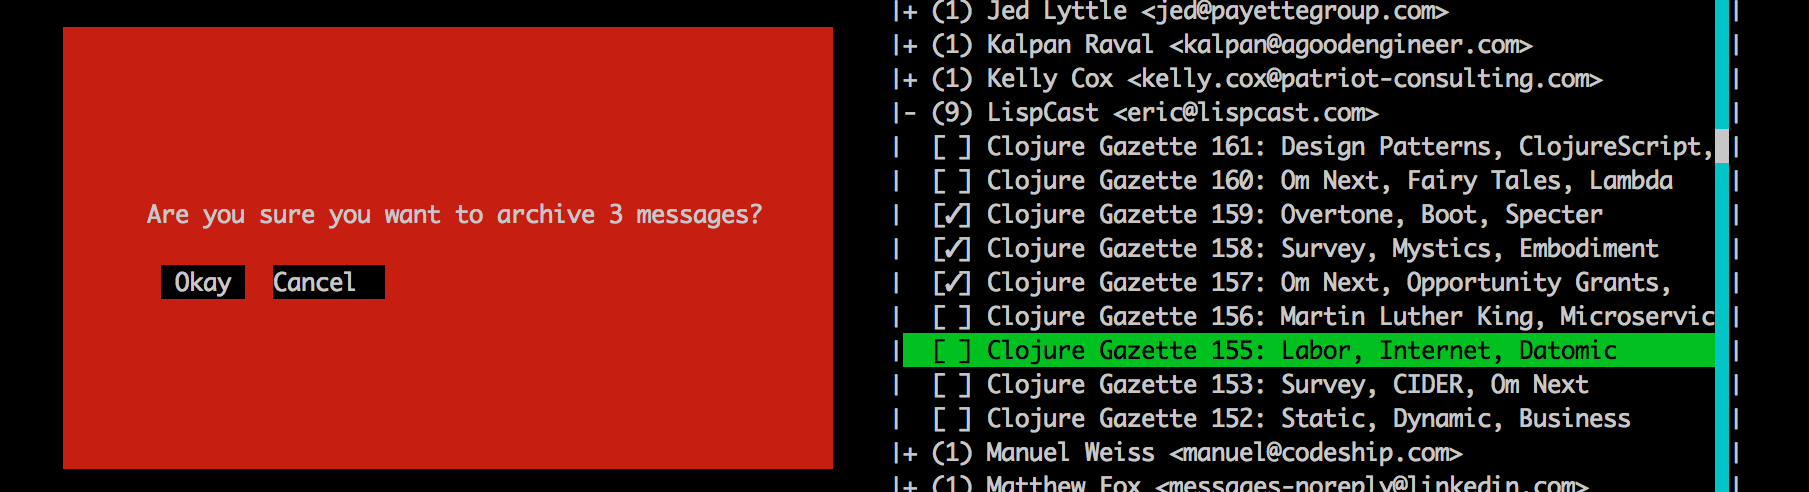 Are you sure you want to archive 3 messages?
Okay Cancel
|+ (1) Jed Lyttle <jed@payettegroup.com> |
|+ (1) Kalpan Raval <kalpan@agoodengineer.com> |
|+ (1) Kelly Cox <kelly.cox@patriot-consulting.com> |
|- (9) LispCast <eric@lispcast.com> |
| [ ] Clojure Gazette 161: Design Patterns, ClojureScript, |
| [ ] Clojure Gazette 160: Om Next, Fairy Tales, Lambda |
| [✓] Clojure Gazette 159: Overtone, Boot, Specter |
| [✓] Clojure Gazette 158: Survey, Mystics, Embodiment |
| [✓] Clojure Gazette 157: Om Next, Opportunity Grants, |
| [ ] Clojure Gazette 156: Martin Luther King, Microservic |
| [ ] Clojure Gazette 155: Labor, Internet, Datomic |
| [ ] Clojure Gazette 153: Survey, CIDER, Om Next |
| [ ] Clojure Gazette 152: Static, Dynamic, Business |
|+ (1) Manuel Weiss <manuel@codeship.com> |
|+ (1) Matthew Fox <messages-noreply@linkedin.com> |